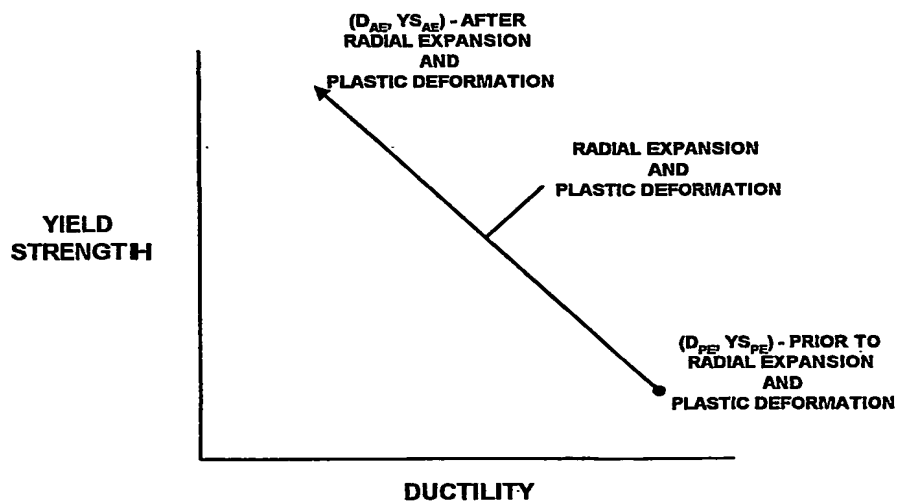 (D_AE, YS_AE) - AFTER
RADIAL EXPANSION
AND
PLASTIC DEFORMATION
RADIAL EXPANSION
AND
PLASTIC DEFORMATION
YIELD
STRENGTH
(D_PE, YS_PE) - PRIOR TO
RADIAL EXPANSION
AND
PLASTIC DEFORMATION
DUCTILITY